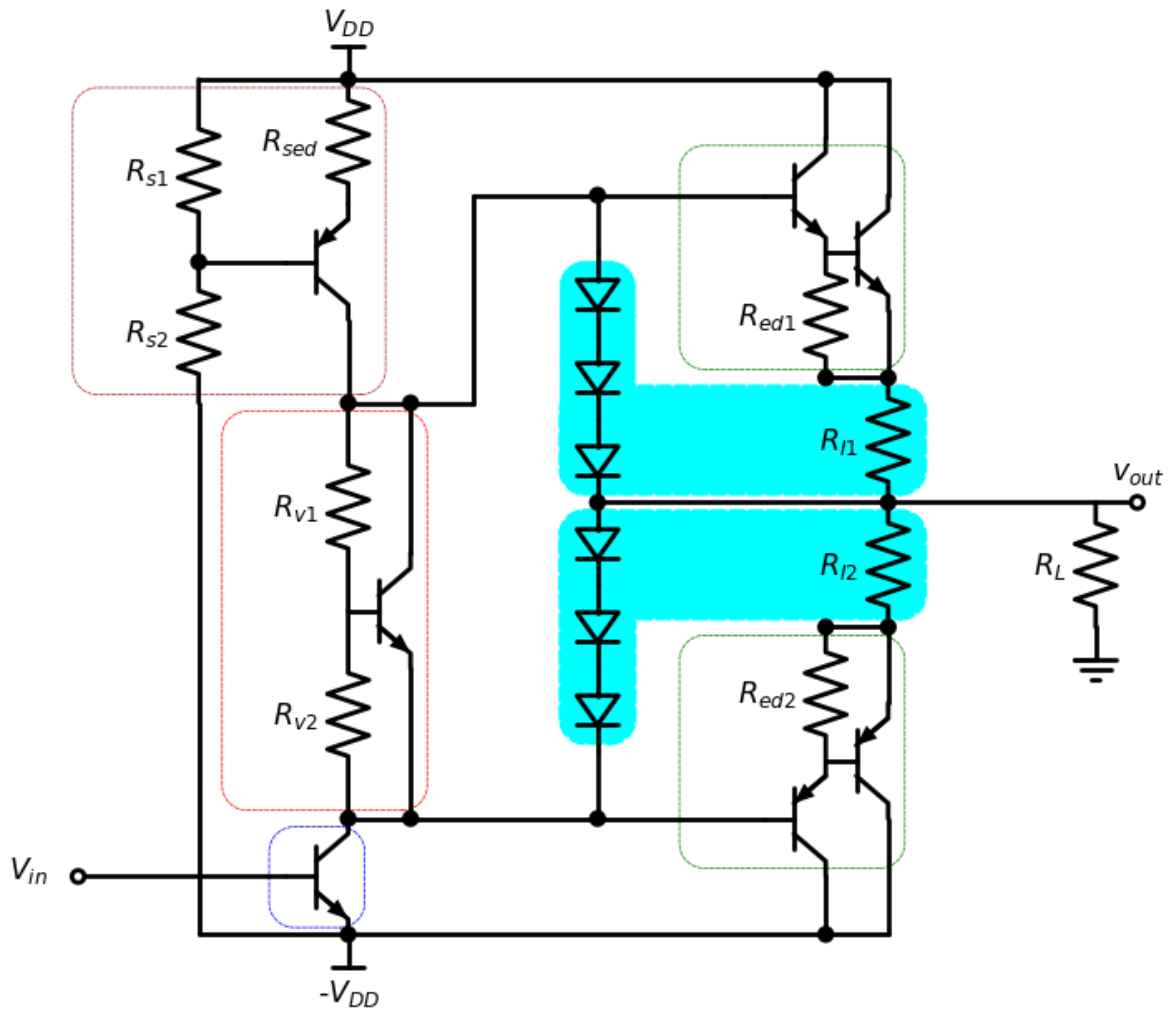 V_DD
R_sed
R_s1
R_s2
R_ed1
R_l1
v_out
R_v1
R_l2
R_L
R_ed2
R_v2
V_in
-V_DD